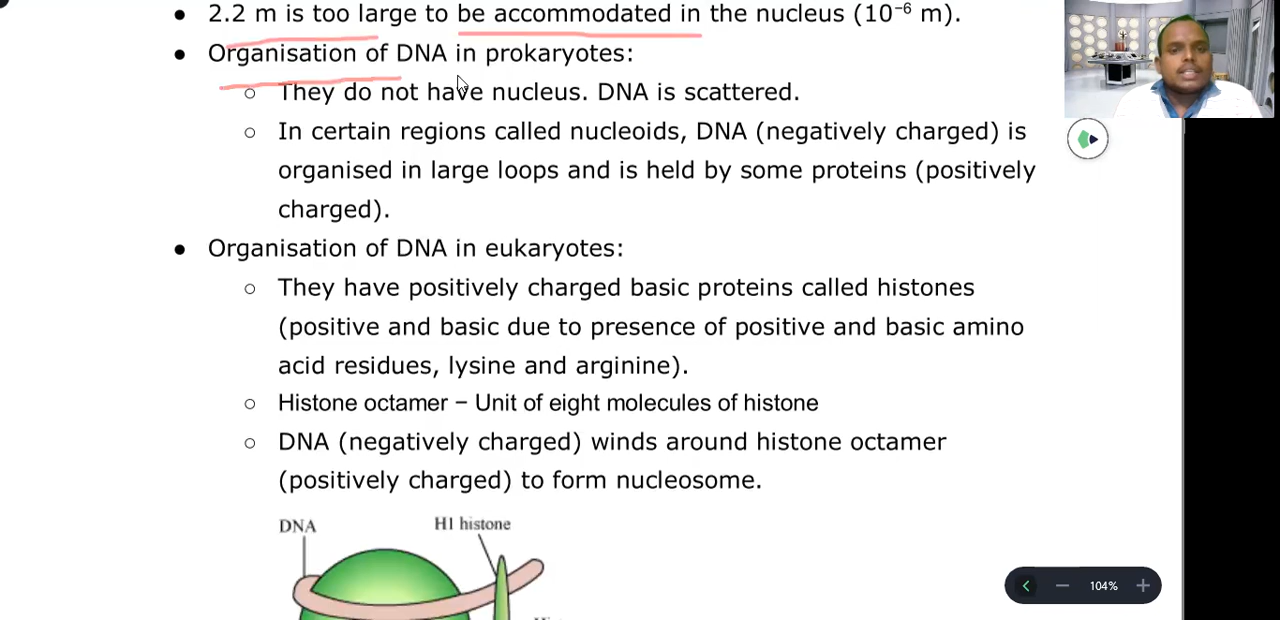 ● 2.2 m is too large to be accommodated in the nucleus (10⁻⁶ m).
● Organisation of DNA in prokaryotes:
○ They do not have nucleus. DNA is scattered.
○ In certain regions called nucleoids, DNA (negatively charged) is
organised in large loops and is held by some proteins (positively
charged).
● Organisation of DNA in eukaryotes:
○ They have positively charged basic proteins called histones
(positive and basic due to presence of positive and basic amino
acid residues, lysine and arginine).
○ Histone octamer − Unit of eight molecules of histone
○ DNA (negatively charged) winds around histone octamer
(positively charged) to form nucleosome.
DNA
H1 histone
104%